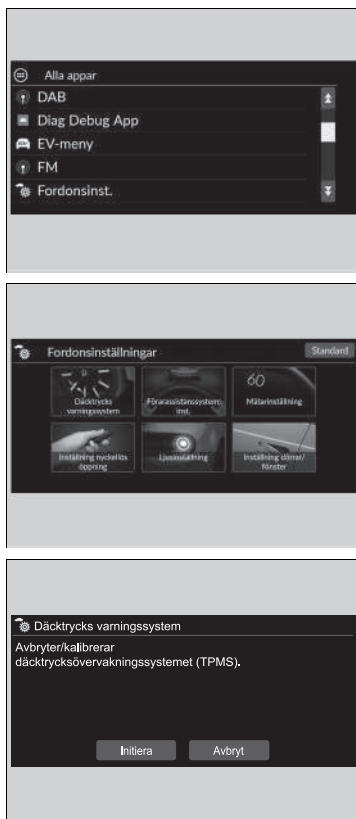 Alla appar
DAB
Diag Debug App
EV-meny
FM
Fordonsinst.
Fordonsinställningar
Standard
Däcktrycks
varningssystem
Förarassistanssystem,
inst.
60
Mätarinställning
Inställning nyckellös
öppning
Ljusinställning
Inställning dörrar/
fönster
Däcktrycks varningssystem
Avbryter/kalibrerar
däcktrycksövervakningssystemet (TPMS).
Initiera
Avbryt